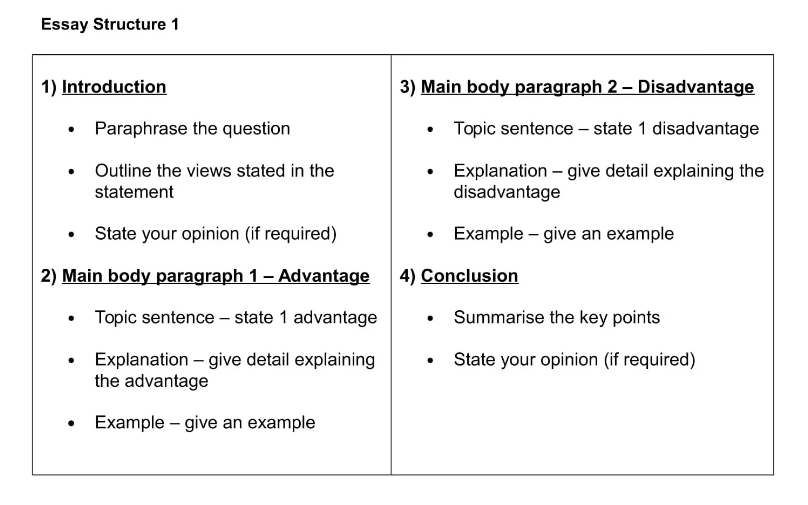 Essay Structure 1
1) Introduction
• Paraphrase the question
• Outline the views stated in the
statement
• State your opinion (if required)
2) Main body paragraph 1 – Advantage
• Topic sentence – state 1 advantage
• Explanation – give detail explaining
the advantage
• Example – give an example
3) Main body paragraph 2 – Disadvantage
• Topic sentence – state 1 disadvantage
• Explanation – give detail explaining the
disadvantage
• Example – give an example
4) Conclusion
• Summarise the key points
• State your opinion (if required)